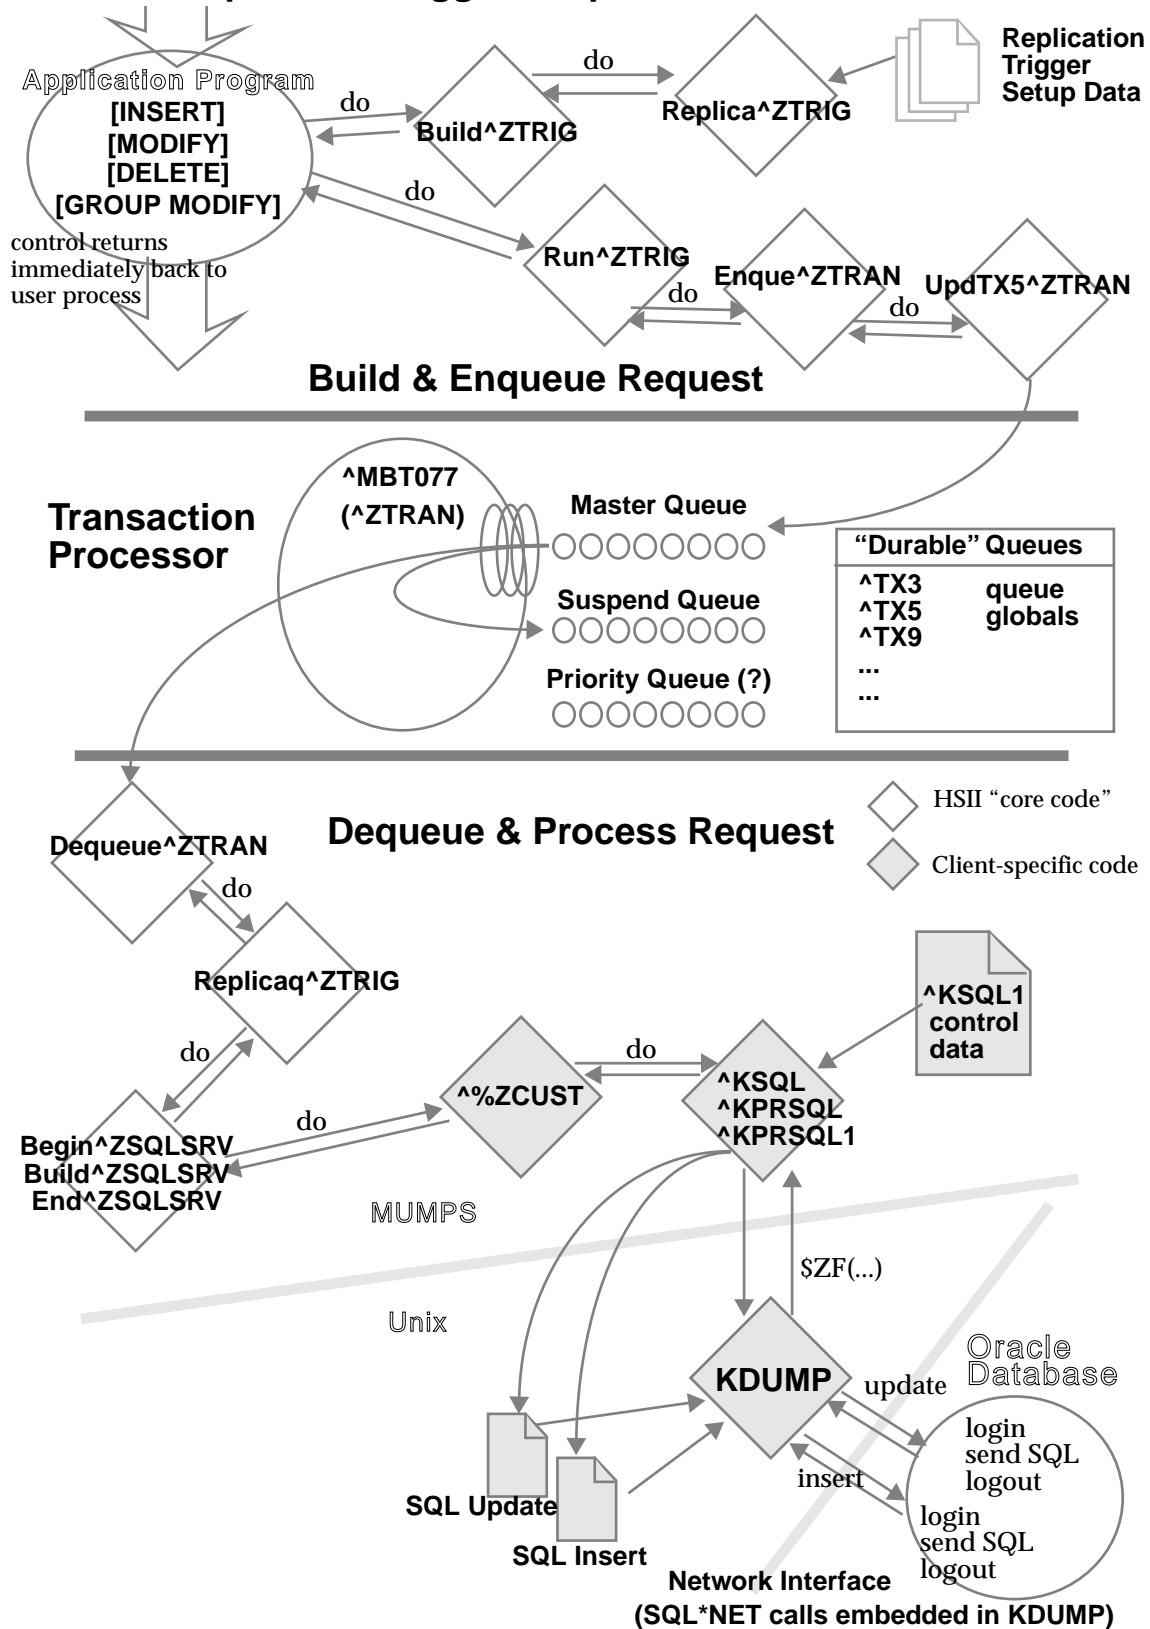 Application Program
[INSERT]
[MODIFY]
[DELETE]
[GROUP MODIFY]
control returns
immediately back to
user process
do
Build^ZTRIG
do
Replica^ZTRIG
Replication
Trigger
Setup Data
do
Run^ZTRIG
do
Enque^ZTRAN
do
UpdTX5^ZTRAN
Build & Enqueue Request
Transaction
Processor
^MBT077
(^ZTRAN)
Master Queue
Suspend Queue
Priority Queue (?)
“Durable” Queues
^TX3
^TX5
^TX9
...
...
queue
globals
Dequeue & Process Request
HSII “core code”
Client-specific code
Dequeue^ZTRAN
do
Replicaq^ZTRIG
do
Begin^ZSQLSRV
Build^ZSQLSRV
End^ZSQLSRV
do
^%ZCUST
do
^KSQL
^KPRSQL
^KPRSQL1
^KSQL1
control
data
MUMPS
Unix
$ZF(...)
KDUMP
update
insert
Oracle
Database
login
send SQL
logout
login
send SQL
logout
SQL Update
SQL Insert
Network Interface
(SQL*NET calls embedded in KDUMP)